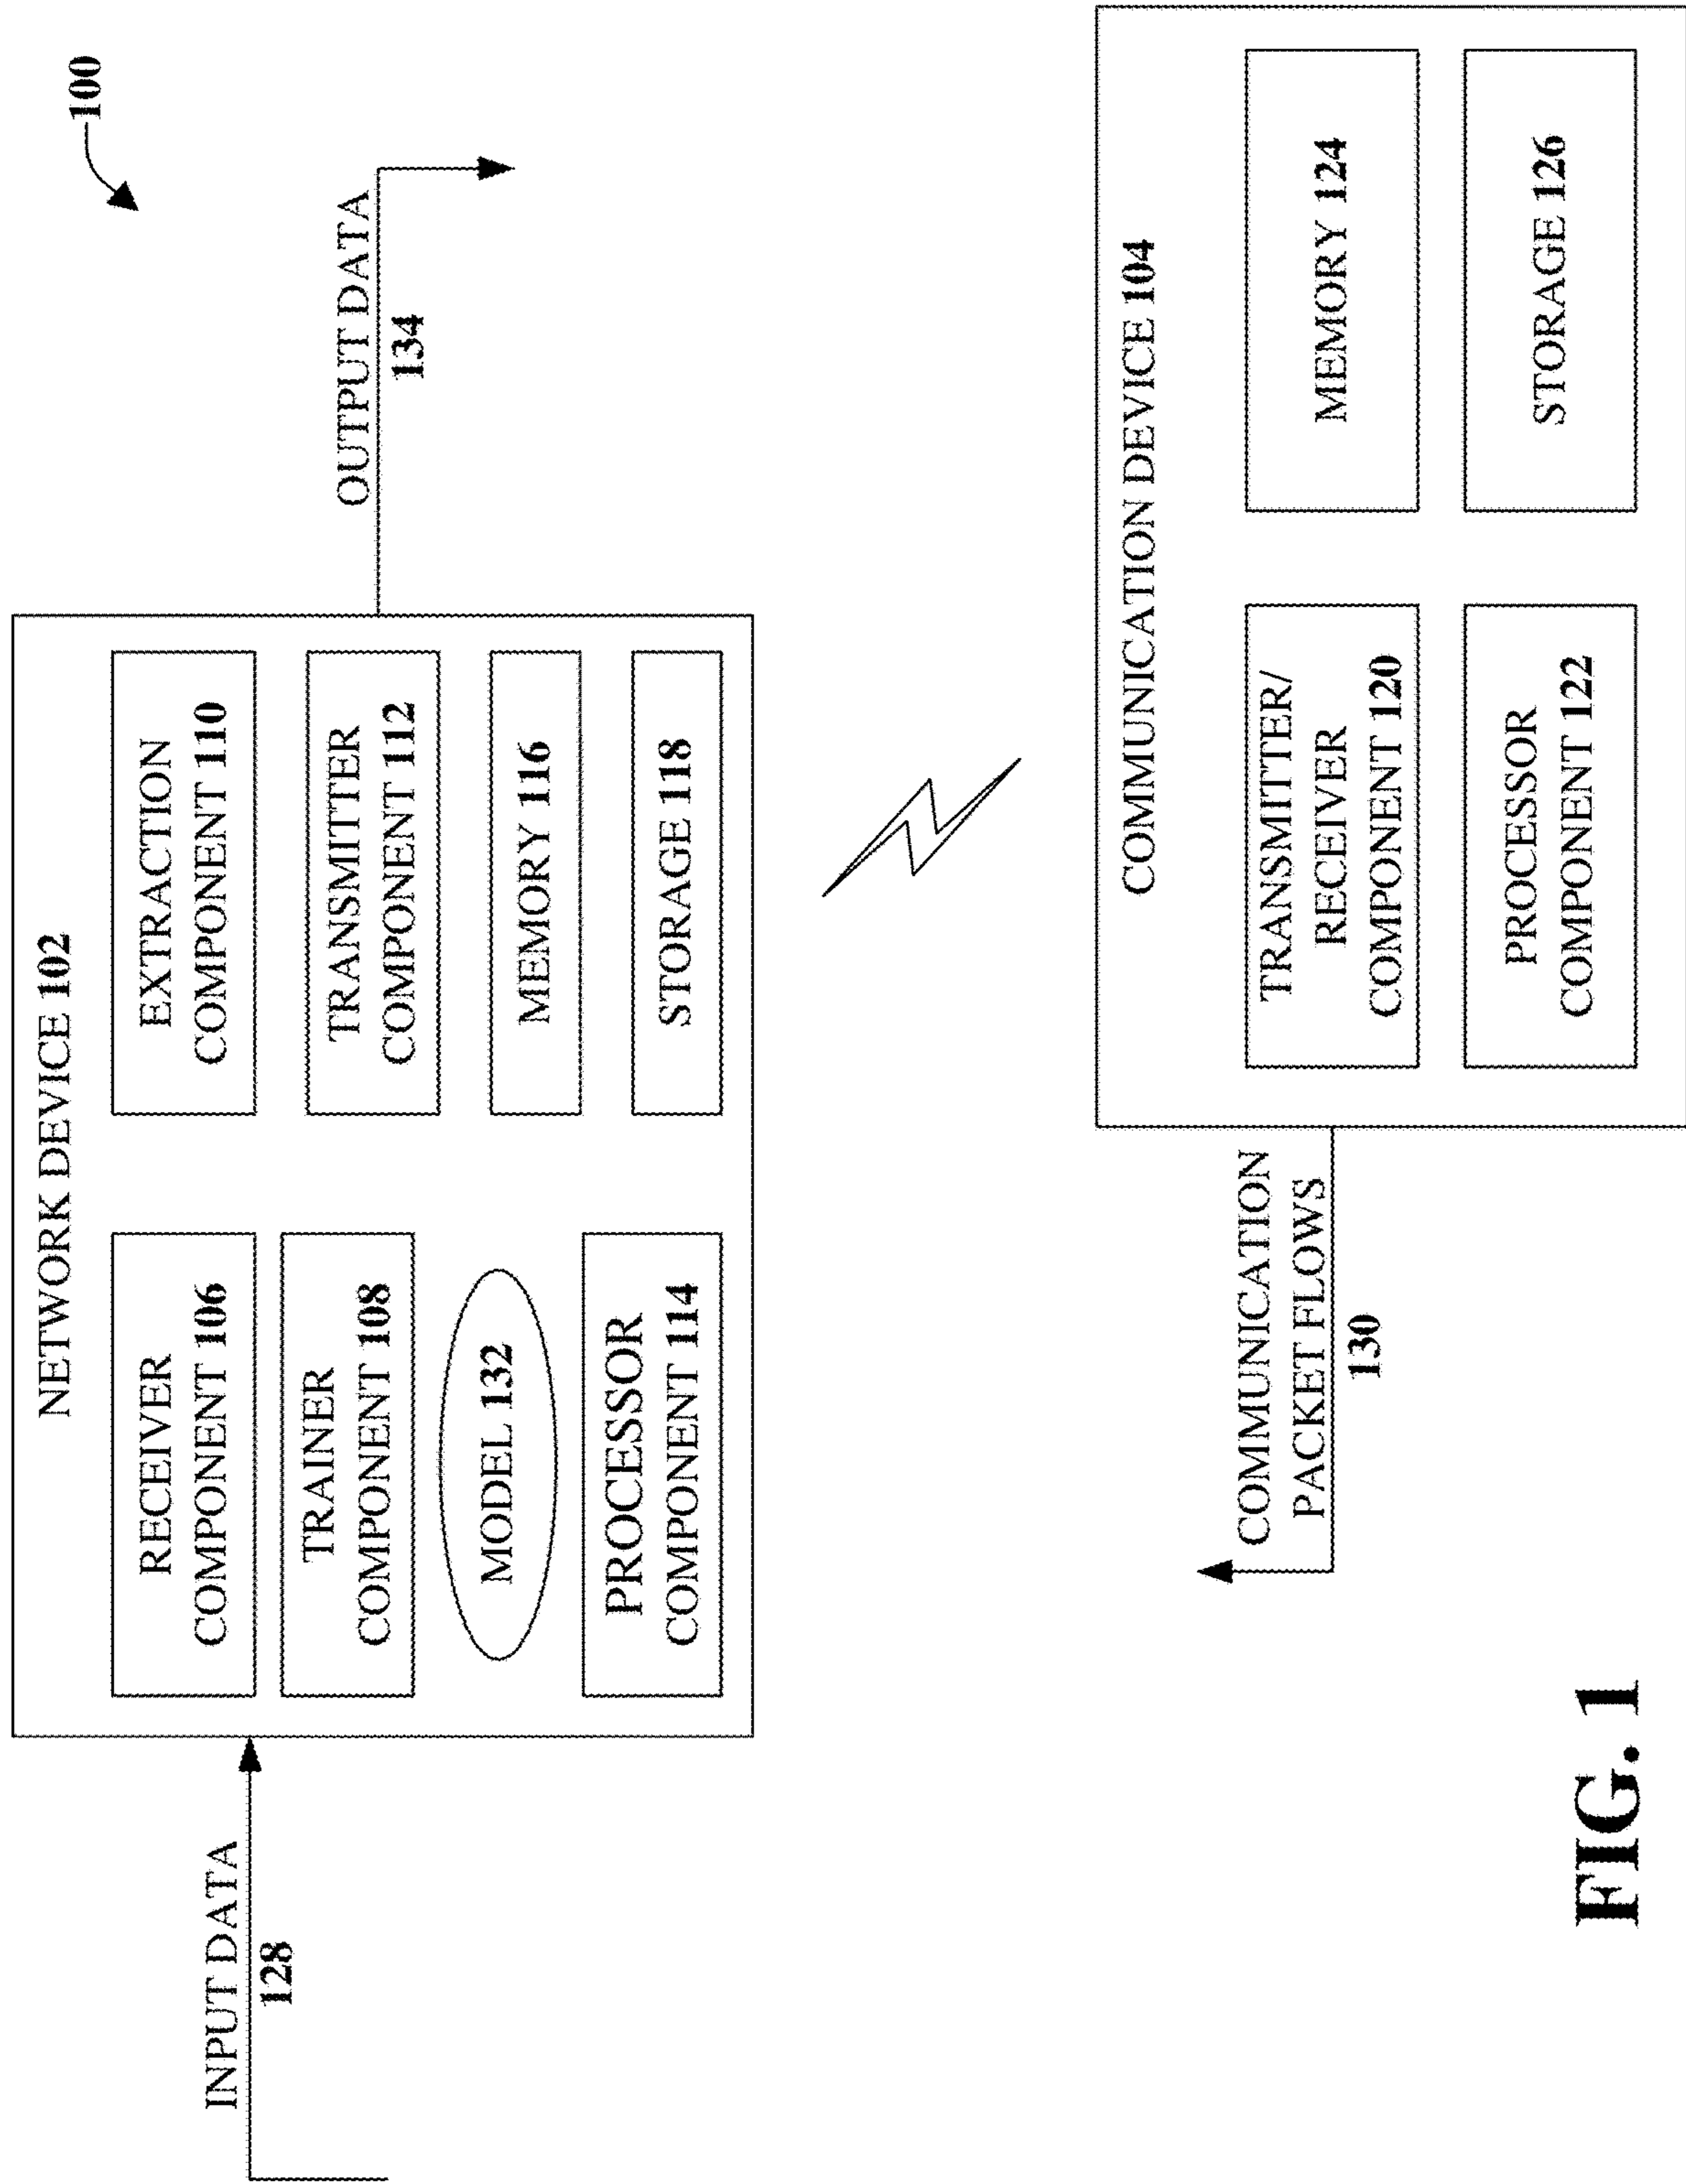 100
NETWORK DEVICE 102
INPUT DATA
128
RECEIVER
COMPONENT 106
TRAINER
COMPONENT 108
MODEL 132
PROCESSOR
COMPONENT 114
EXTRACTION
COMPONENT 110
TRANSMITTER
COMPONENT 112
MEMORY 116
STORAGE 118
OUTPUT DATA
134
COMMUNICATION DEVICE 104
COMMUNICATION
PACKET FLOWS
130
TRANSMITTER/
RECEIVER
COMPONENT 120
PROCESSOR
COMPONENT 122
MEMORY 124
STORAGE 126
FIG. 1